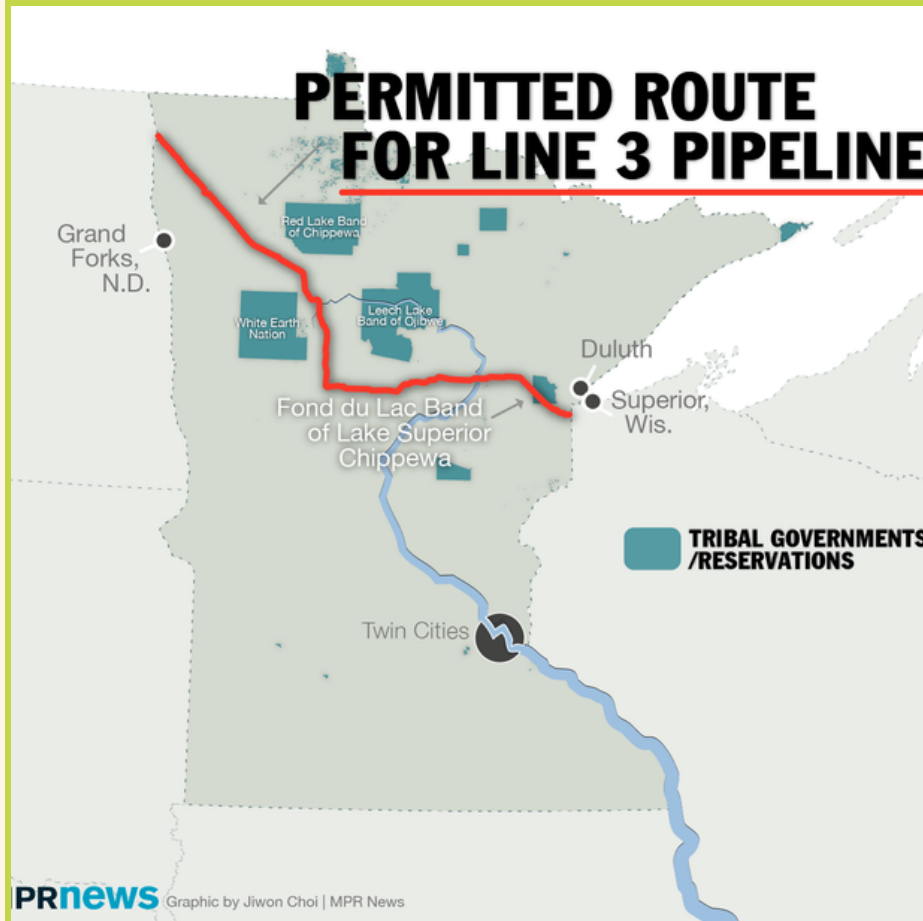 PERMITTED ROUTE
FOR LINE 3 PIPELINE
Red Lake Band
of Chippewa
Grand
Forks,
N.D.
White Earth
Nation
Leech Lake
Band of Ojibwe
Duluth
Superior,
Wis.
Fond du Lac Band
of Lake Superior
Chippewa
TRIBAL GOVERNMENTS
/RESERVATIONS
Twin Cities
MPRnews Graphic by Jiwon Choi | MPR News